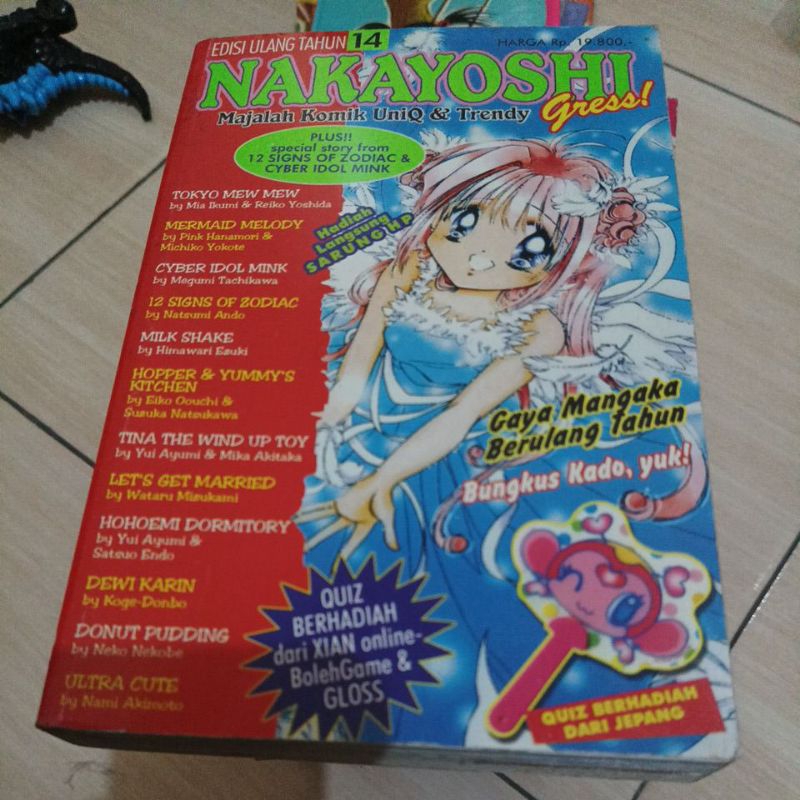 EDISI ULANG TAHUN 14
HARGA Rp. 19.800,-
NAKAYOSHI
Gress!
Majalah Komik UniQ & Trendy
PLUS!!
special story from
12 SIGNS OF ZODIAC &
CYBER IDOL MINK
Hadiah
Langsung
SARUNG HP
TOKYO MEW MEW
by Mia Ikumi & Reiko Yoshida
MERMAID MELODY
by Pink Hanamori &
Michiko Yokote
CYBER IDOL MINK
by Megumi Tachikawa
12 SIGNS OF ZODIAC
by Natsumi Ando
MILK SHAKE
by Himawari Ezuki
HOPPER & YUMMY'S
KITCHEN
by Eiko Oouchi &
Suzuka Natsukawa
TINA THE WIND UP TOY
by Yui Ayumi & Mika Akitaka
LET'S GET MARRIED
by Wataru Mizukami
HOHOEMI DORMITORY
by Yui Ayumi &
Satsuo Endo
DEWI KARIN
by Koge-Donbo
DONUT PUDDING
by Neko Nekobe
ULTRA CUTE
by Nami Akimoto
Gaya Mangaka
Berulang Tahun
Bungkus Kado, yuk!
QUIZ
BERHADIAH
dari XIAN online-
BolehGame &
GLOSS
QUIZ BERHADIAH
DARI JEPANG